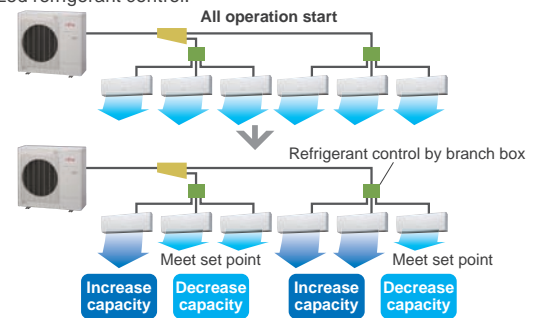 zed refrigerant control.
All operation start
Refrigerant control by branch box
Meet set point
Meet set point
Increase
capacity
Decrease
capacity
Increase
capacity
Decrease
capacity